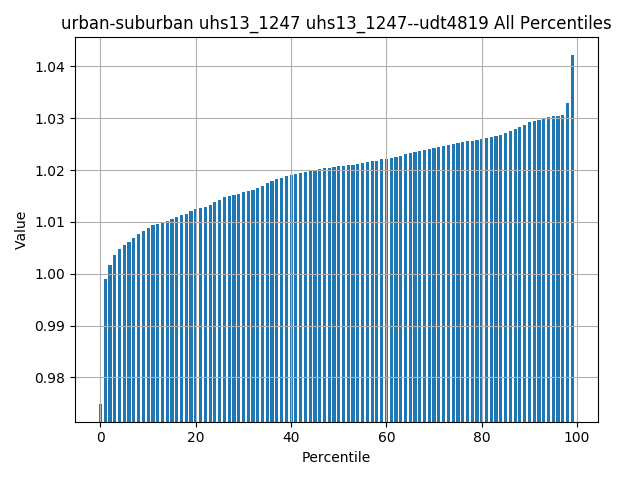 urban-suburban uhs13_1247 uhs13_1247--udt4819 All Percentiles
1.04
1.03
1.02
1.01
1.00
0.99
0.98
Value
0 20 40 60 80 100
Percentile